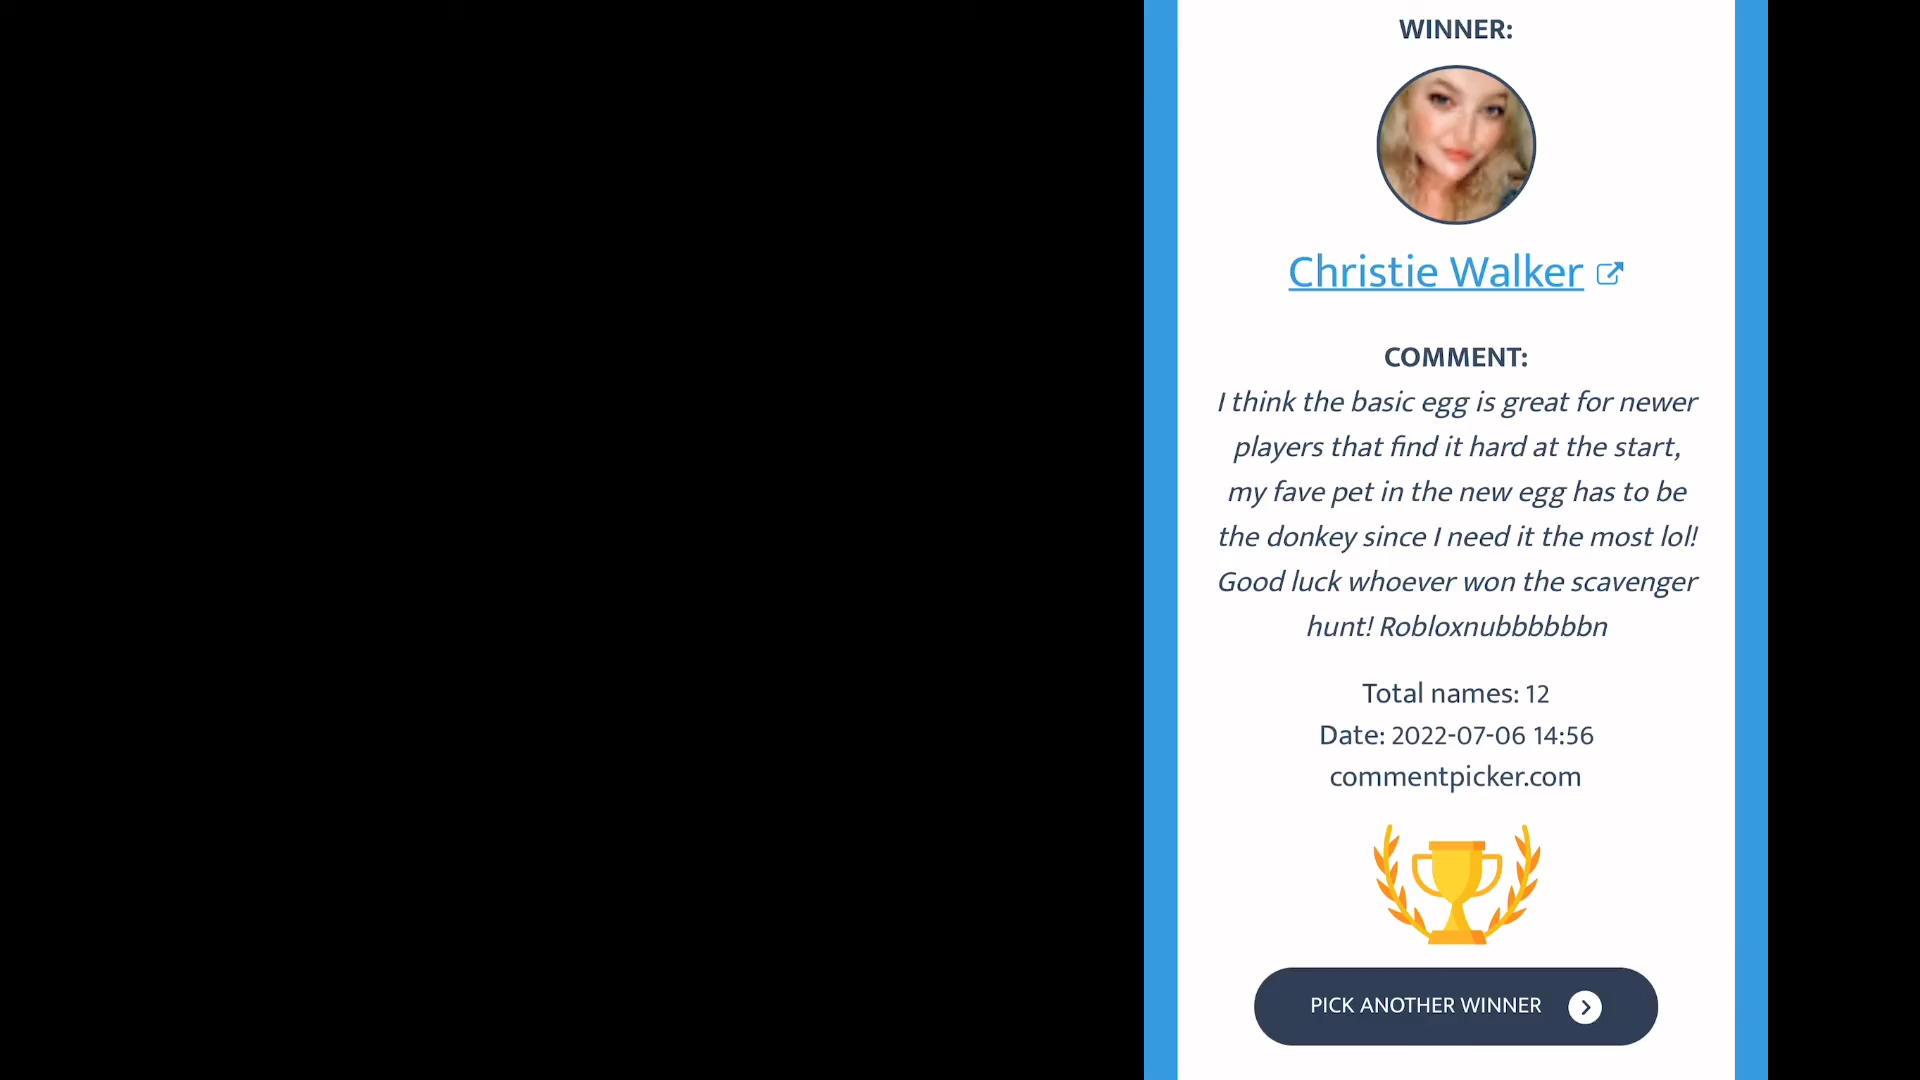 WINNER:
Christie Walker
COMMENT:
I think the basic egg is great for newer
players that find it hard at the start,
my fave pet in the new egg has to be
the donkey since I need it the most lol!
Good luck whoever won the scavenger
hunt! Robloxnubbbbbbn
Total names: 12
Date: 2022-07-06 14:56
commentpicker.com
PICK ANOTHER WINNER